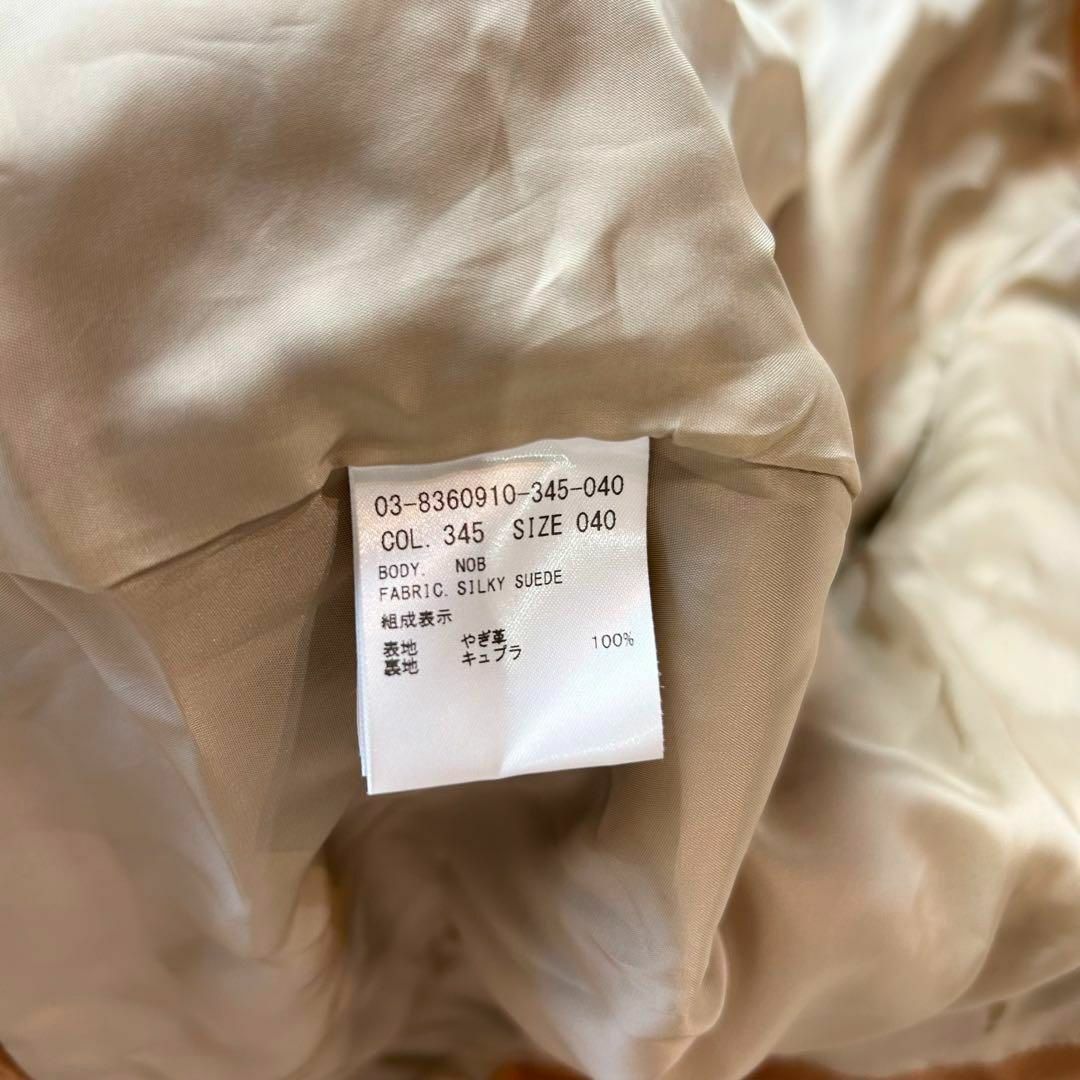 03-8360910-345-040
COL. 345 SIZE 040
BODY. NOB
FABRIC. SILKY SUEDE
組成表示
表地 やぎ革
裏地 キュプラ 100%